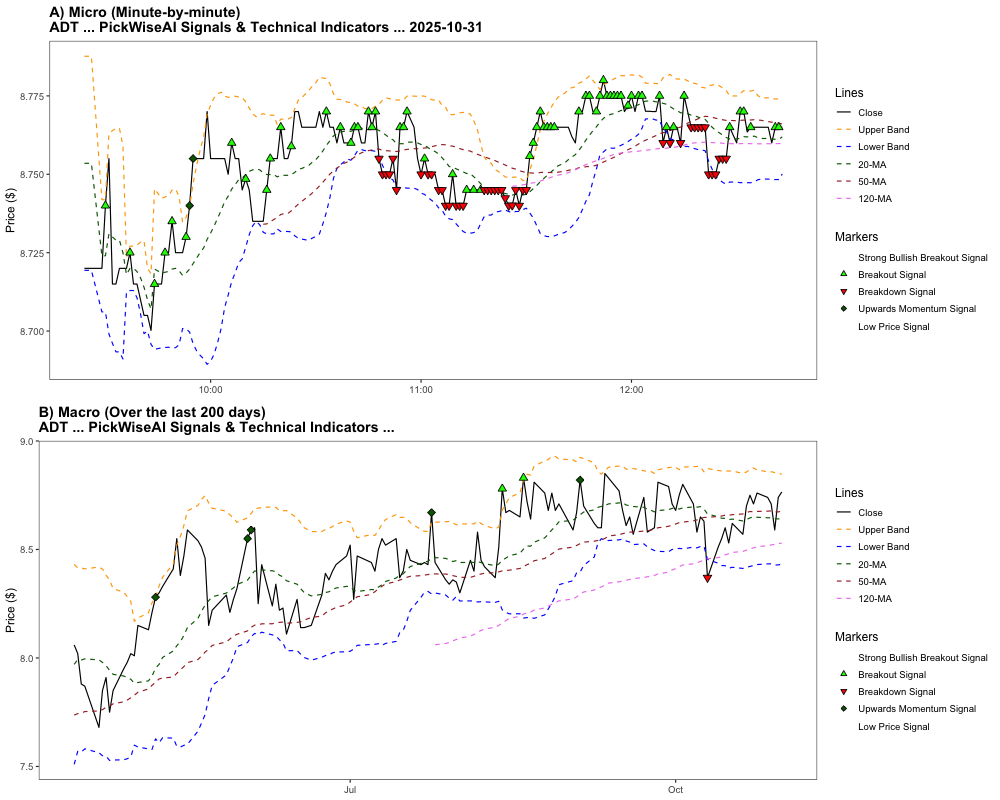 A) Micro (Minute-by-minute)
ADT ... PickWiseAI Signals & Technical Indicators ... 2025-10-31
Price ($)
8.775
8.750
8.725
8.700
10:00
11:00
12:00
Lines
Close
Upper Band
Lower Band
20-MA
50-MA
120-MA
Markers
Strong Bullish Breakout Signal
Breakout Signal
Breakdown Signal
Upwards Momentum Signal
Low Price Signal
B) Macro (Over the last 200 days)
ADT ... PickWiseAI Signals & Technical Indicators ...
Price ($)
9.0
8.5
8.0
7.5
Jul
Oct
Lines
Close
Upper Band
Lower Band
20-MA
50-MA
120-MA
Markers
Strong Bullish Breakout Signal
Breakout Signal
Breakdown Signal
Upwards Momentum Signal
Low Price Signal